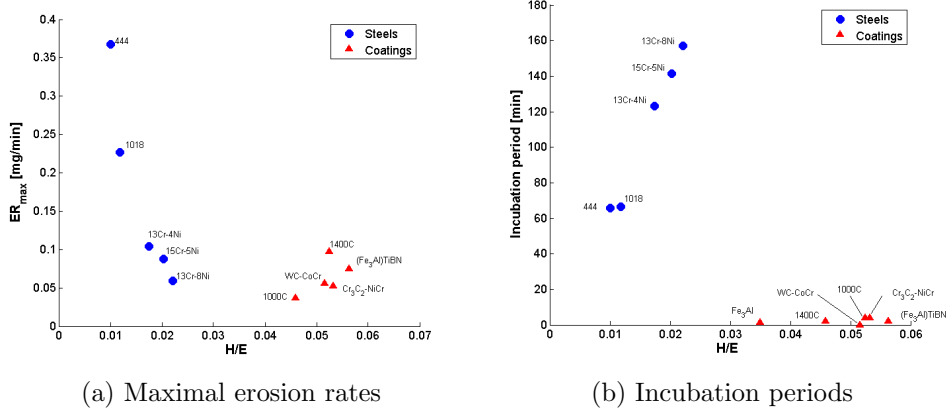 0.4
0.35
0.3
0.25
0.2
0.15
0.1
0.05
0
ER_max [mg/min]
0
0.01
0.02
0.03
0.04
0.05
0.06
0.07
H/E
Steels
Coatings
444
1018
13Cr-4Ni
15Cr-5Ni
13Cr-8Ni
1400C
(Fe₃Al)TiBN
WC-CoCr
Cr₃C₂-NiCr
1000C
(a) Maximal erosion rates
180
160
140
120
100
80
60
40
20
0
Incubation period [min]
0
0.01
0.02
0.03
0.04
0.05
0.06
H/E
Steels
Coatings
13Cr-8Ni
15Cr-5Ni
13Cr-4Ni
444
1018
WC-CoCr
1000C
Cr₃C₂-NiCr
Fe₃Al
1400C
(Fe₃Al)TiBN
(b) Incubation periods